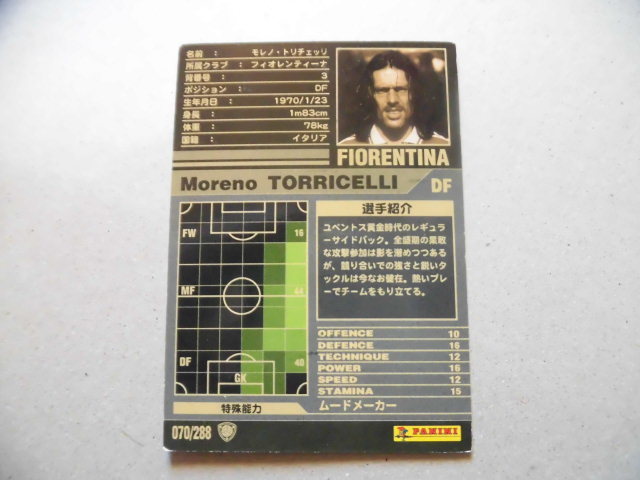 名前 : モレノ・トリチェッリ
所属クラブ : フィオレンティーナ
背番号 : 3
ポジション : DF
生年月日 : 1970/1/23
身長 : 1m83cm
体重 : 78kg
国籍 : イタリア
FIORENTINA
Moreno TORRICELLI DF
FW 16
MF 44
DF 40
GK
選手紹介
ユベントス黄金時代のレギュラ
ーサイドバック。全盛期の果敢
な攻撃参加は影を潜めつつある
が、競り合いでの強さと鋭いタ
ックルは今なお健在。熱いプレ
ーでチームをもり立てる。
OFFENCE 10
DEFENCE 16
TECHNIQUE 12
POWER 16
SPEED 12
STAMINA 15
特殊能力 ムードメーカー
070/288
PANINI